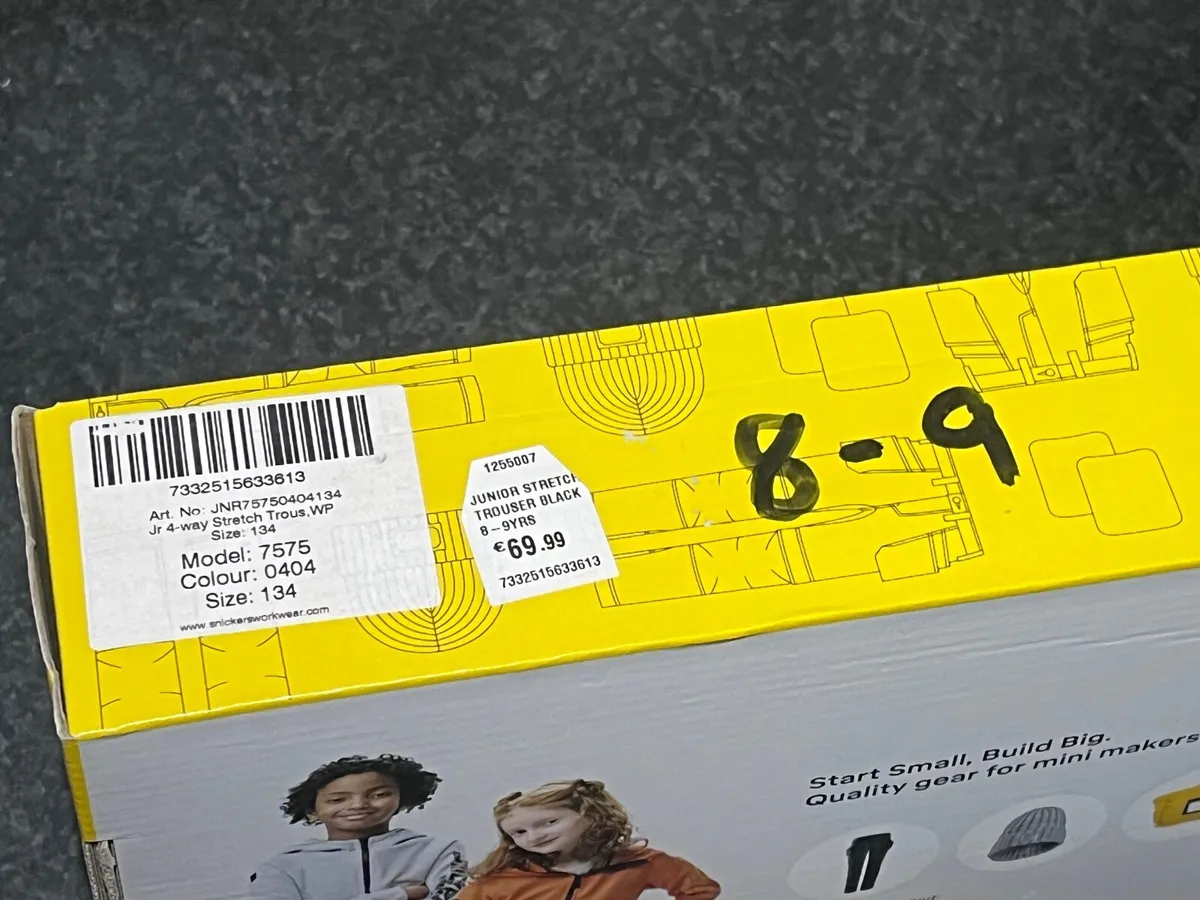 7332515633613
Art. No: JNR75750404134
Jr 4-way Stretch Trous,WP
Size: 134
Model: 7575
Colour: 0404
Size: 134
www.snickersworkwear.com
1255007
JUNIOR STRETCH
TROUSER BLACK
8-9YRS
€69.99
7332515633613
8-9
Start Small, Build Big.
Quality gear for mini makers